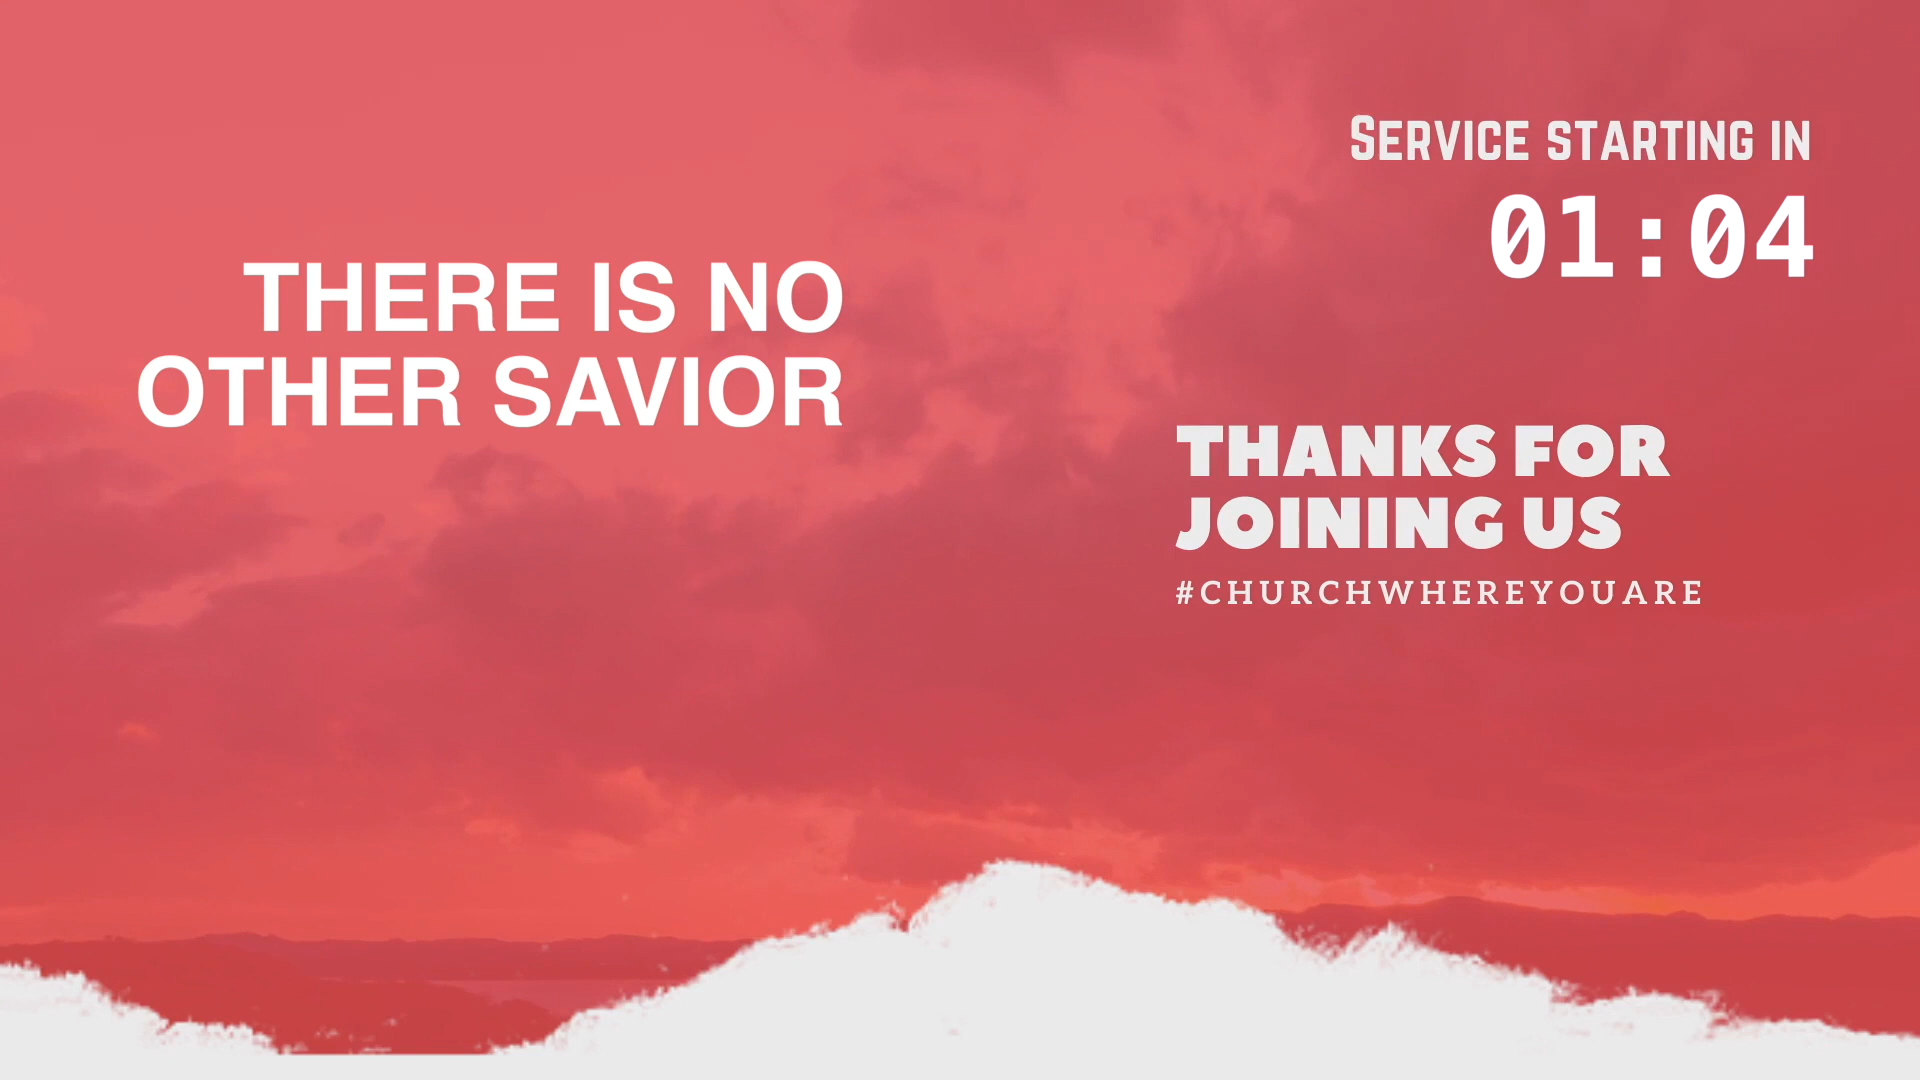 THERE IS NO
OTHER SAVIOR
SERVICE STARTING IN
01:04
THANKS FOR
JOINING US
#CHURCHWHEREYOUARE